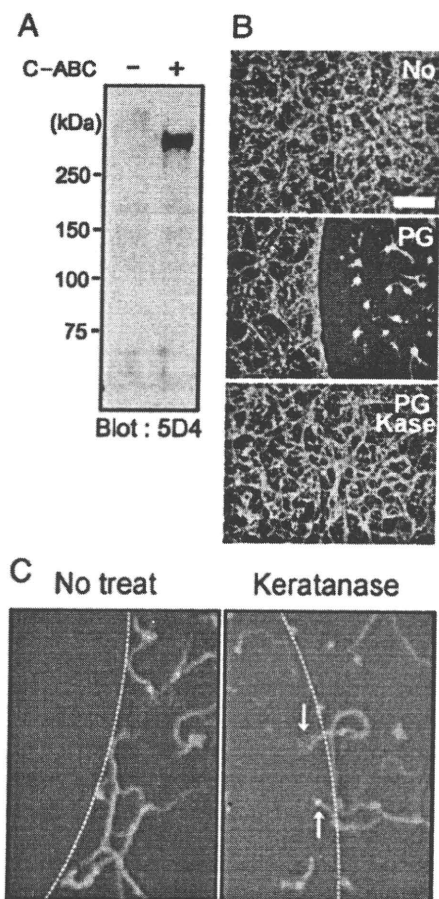 A
C-ABC - +
(kDa)
250
150
100
75
Blot : 5D4
B
No
PG
PG
Kase
C
No treat
Keratanase